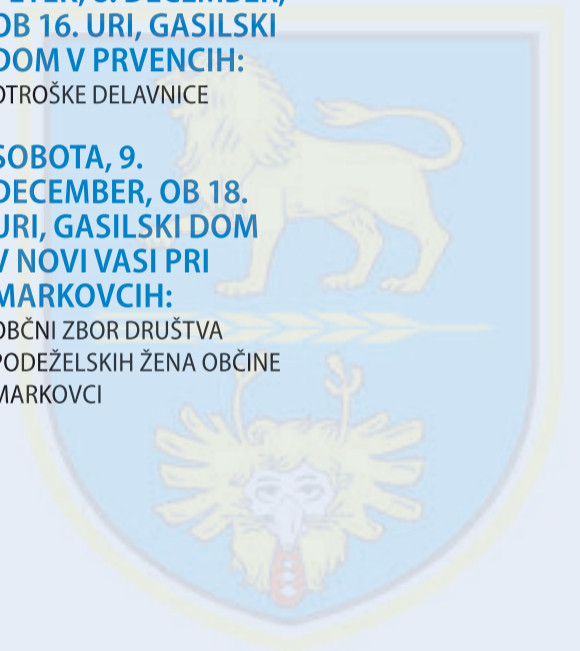 OB 16. URI, GASILSKI
DOM V PRVENCIH:
OTROŠKE DELAVNICE
SOBOTA, 9.
DECEMBER, OB 18.
URI, GASILSKI DOM
V NOVI VASI PRI
MARKOVCIH:
OBČNI ZBOR DRUŠTVA
PODEŽELSKIH ŽENA OBČINE
MARKOVCI